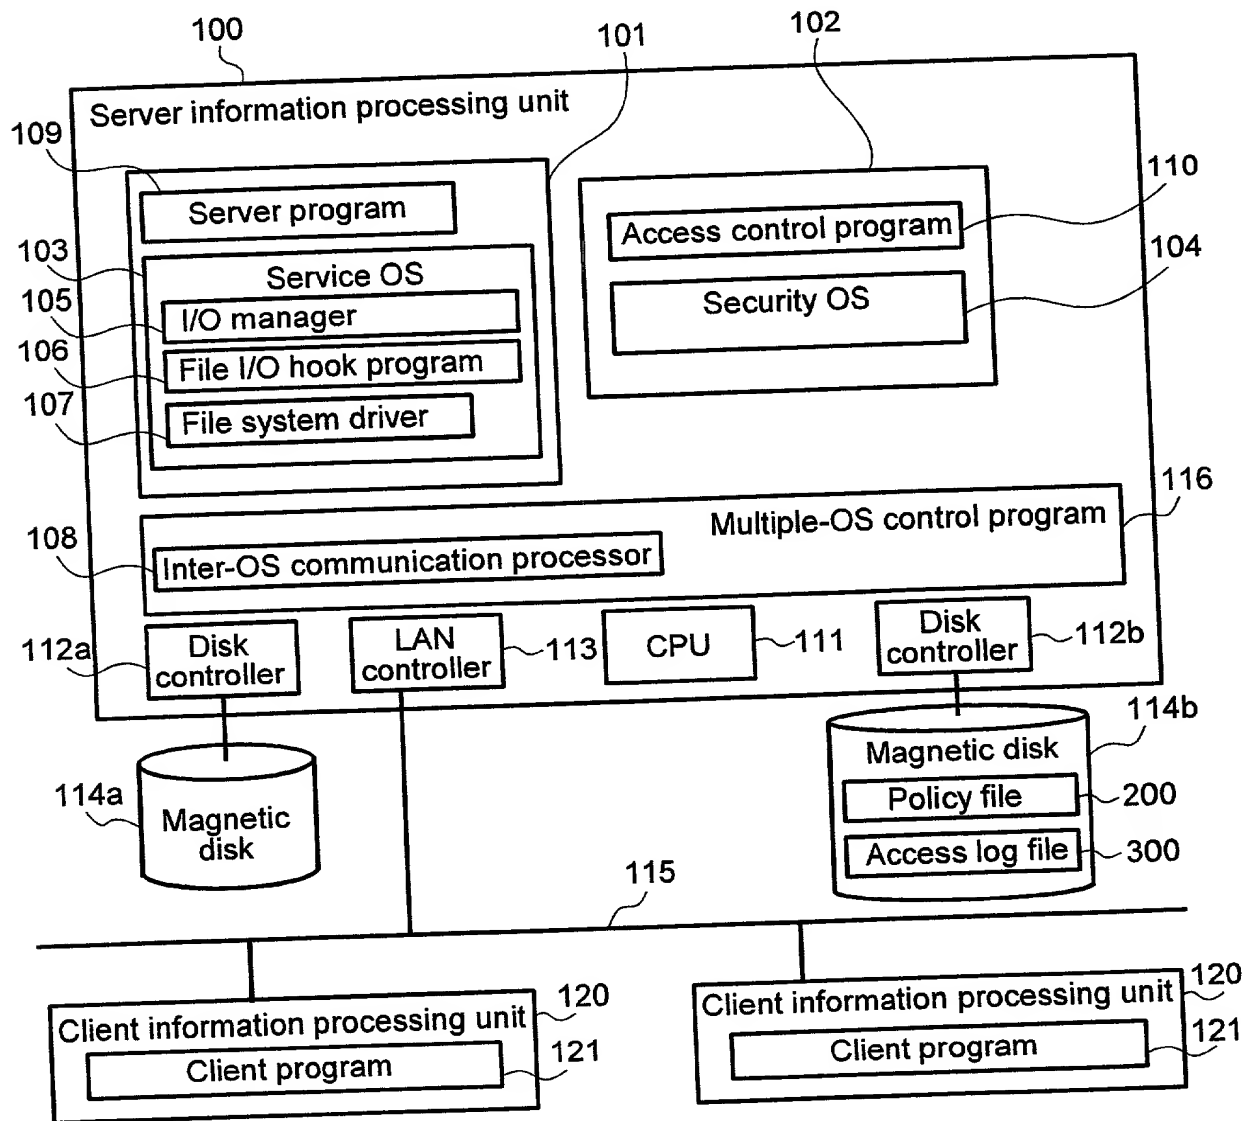 100
101
102
Server information processing unit
109
Server program
110
Access control program
103
Service OS
104
Security OS
105
I/O manager
106
File I/O hook program
107
File system driver
116
Multiple-OS control program
108
Inter-OS communication processor
112a
Disk
controller
LAN
controller
113
CPU
111
Disk
controller
112b
114a
Magnetic
disk
114b
Magnetic disk
Policy file
200
Access log file
300
115
Client information processing unit
120
Client program
121
Client information processing unit
120
Client program
121